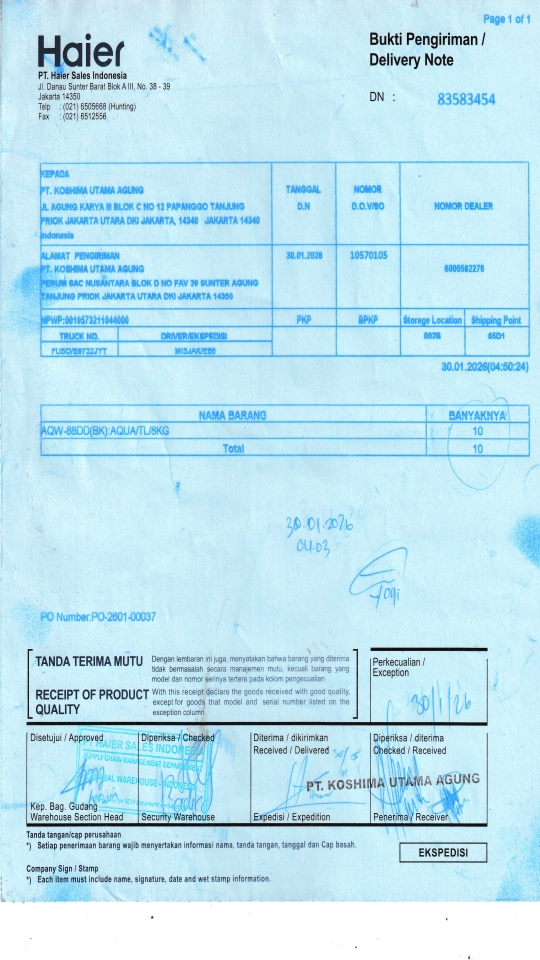 Page 1 of 1
Haier
PT. Haier Sales Indonesia
Jl. Danau Sunter Barat Blok A III, No. 38 - 39
Jakarta 14350
Telp : (021) 6505668 (Hunting)
Fax : (021) 6512556
Bukti Pengiriman /
Delivery Note
DN : 83583454
KEPADA
PT. KOSHIMA UTAMA AGUNG
JL AGUNG KARYA III BLOK C NO 12 PAPANGGO TANJUNG
PRIOK JAKARTA UTARA DKI JAKARTA, 14340 JAKARTA 14340
Indonesia
TANGGAL
D.N
NOMOR
D.O.V/SO
NOMOR DEALER
ALAMAT PENGIRIMAN
PT. KOSHIMA UTAMA AGUNG
PERUM SAC NUSANTARA BLOK D NO FAV 36 SUNTER AGUNG
TANJUNG PRIOK JAKARTA UTARA DKI JAKARTA 14350
30.01.2026
10570105
6000582276
NPWP:0019573211044000
PKP
BPKP
Storege Location
Shipping Point
TRUCK NO.
DRIVER/EKSPEDISI
002B
65D1
FUSO/B9732JYT
MISJAK/E88
30.01.2026(04:50:24)
NAMA BARANG
BANYAKNYA
AQW-88DD(BK):AQUA/TL/8KG
10
Total
10
30.01.2026
04.03
Yogi
PO Number:PO-2601-00037
TANDA TERIMA MUTU
Dengan lembaran ini juga, menyatakan bahwa barang yang diterima
tidak bermasalah secara manajemen mutu, kecuali barang yang
model dan nomor serinya tertera pada kolom pengecualian
RECEIPT OF PRODUCT
QUALITY
With this receipt declare the goods received with good quality,
except for goods that model and serial number listed on the
exception column
Perkecualian /
Exception
30/1/26
Disetujui / Approved
Diperiksa / Checked
Diterima / dikirimkan
Received / Delivered
Diperiksa / diterima
Checked / Received
PT HAIER SALES INDONESIA
SUPPLY CHAIN MANAGEMENT DEPARTMENT
PT. KOSHIMA UTAMA AGUNG
Kep. Bag. Gudang
Warehouse Section Head
Security Warehouse
Expedisi / Expedition
Penerima / Receiver
Tanda tangan/cap perusahaan
*) Setiap penerimaan barang wajib menyertakan informasi nama, tanda tangan, tanggal dan Cap basah.
EKSPEDISI
Company Sign / Stamp
*) Each item must include name, signature, date and wet stamp information.